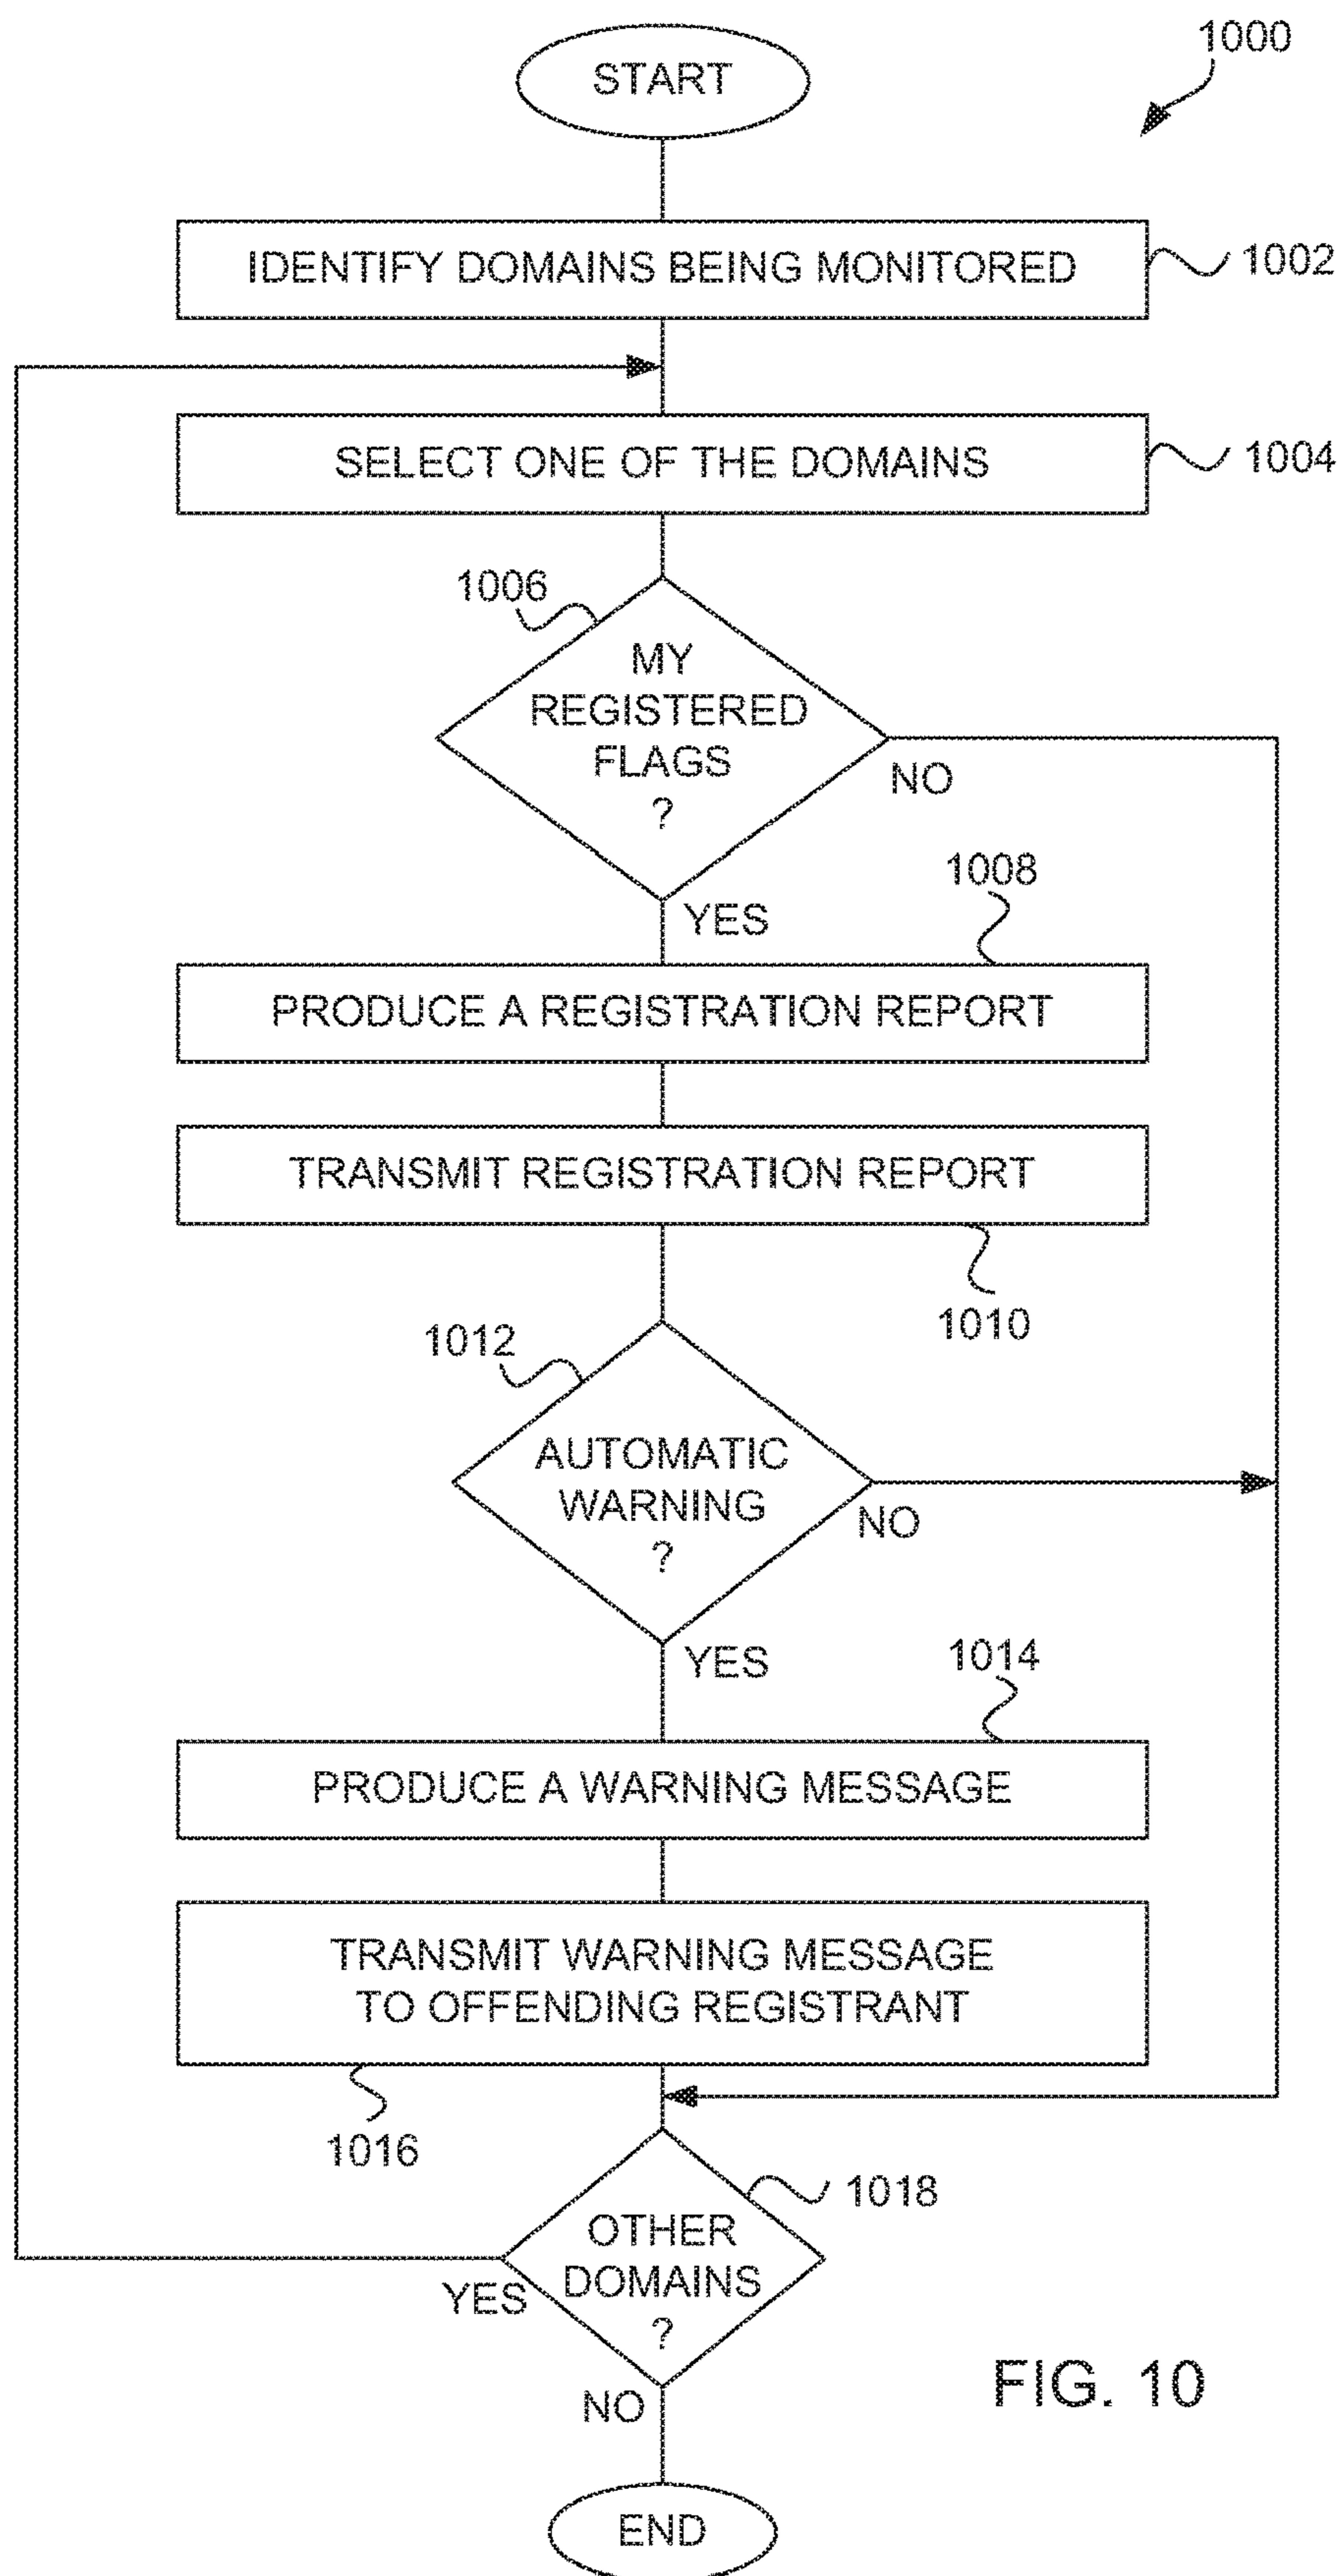 START
1000
IDENTIFY DOMAINS BEING MONITORED
1002
SELECT ONE OF THE DOMAINS
1004
1006
MY
REGISTERED
FLAGS
?
NO
YES
1008
PRODUCE A REGISTRATION REPORT
TRANSMIT REGISTRATION REPORT
1010
1012
AUTOMATIC
WARNING
?
NO
YES
1014
PRODUCE A WARNING MESSAGE
TRANSMIT WARNING MESSAGE
TO OFFENDING REGISTRANT
1016
1018
OTHER
DOMAINS
?
YES
NO
FIG. 10
END